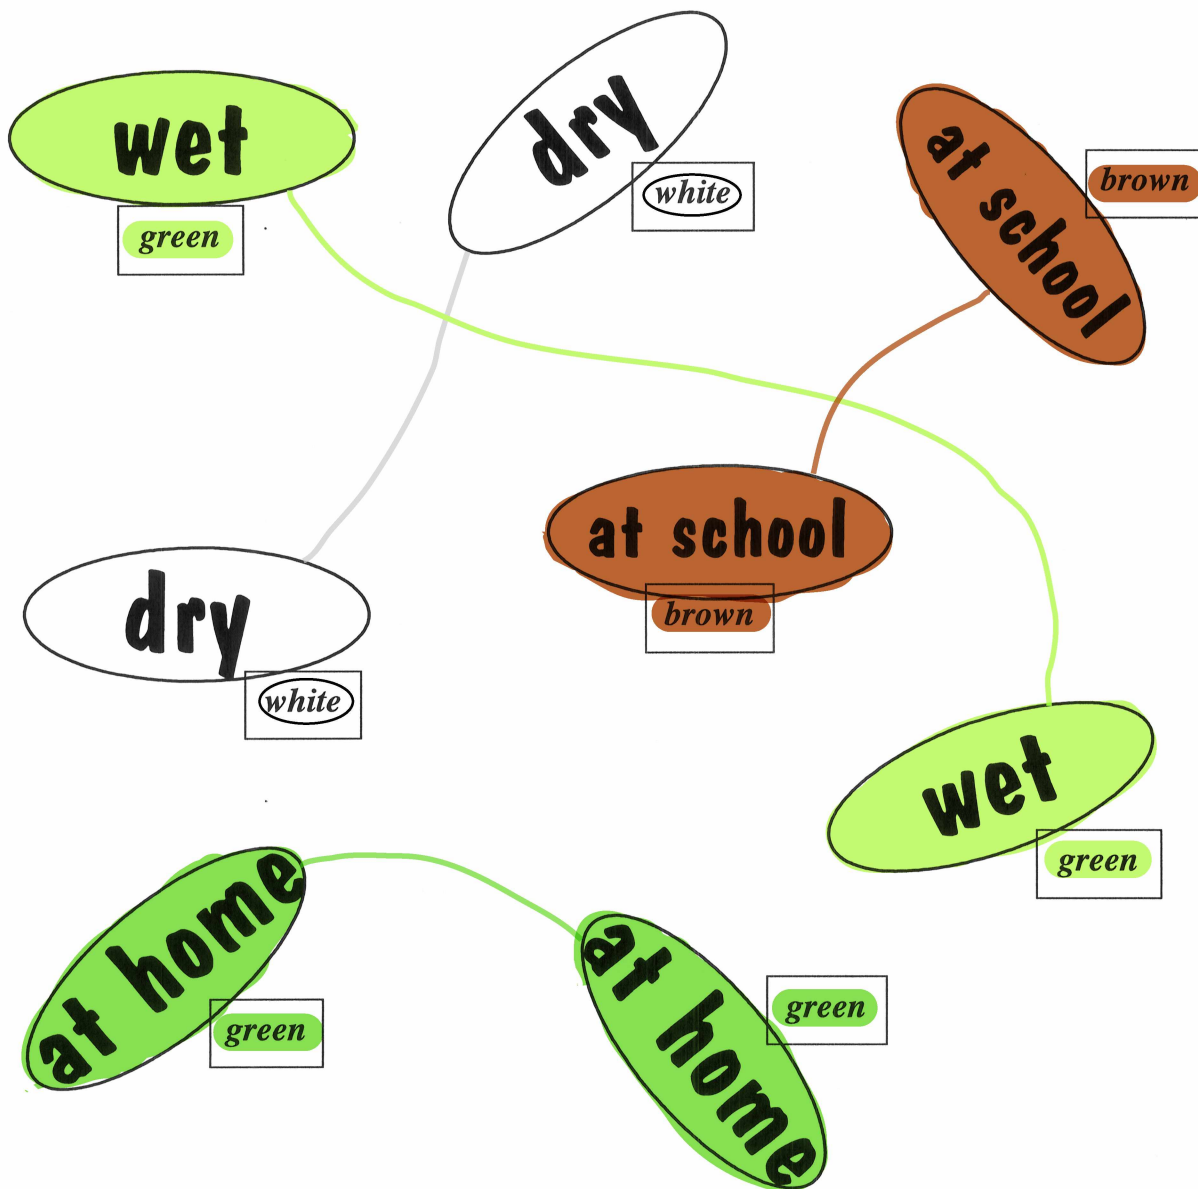 wet
green
dry
white
at school
brown
at school
brown
dry
white
wet
green
at home
green
at home
green